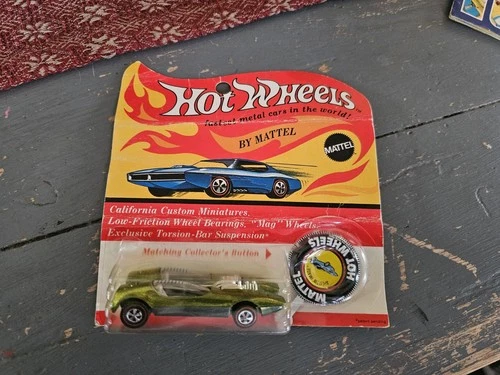 Hot Wheels
fastest metal cars in the world!
BY MATTEL
MATTEL
California Custom Miniatures.
Low-Friction Wheel Bearings. "Mag" Wheels.
Exclusive Torsion-Bar Suspension
Matching Collector's Button
HOT WHEELS
MATTEL